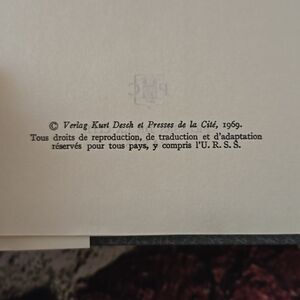 © Verlag Kurt Desch et Presses de la Cité, 1969.
Tous droits de reproduction, de traduction et d'adaptation
réservés pour tous pays, y compris l'U. R. S. S.